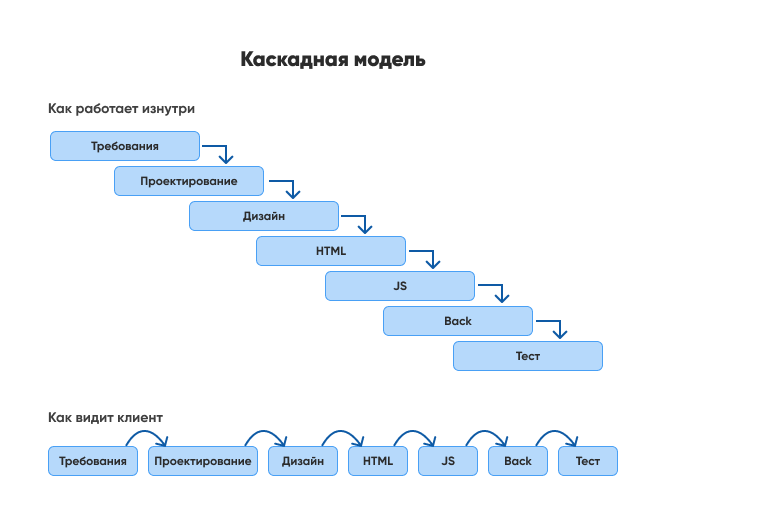 Каскадная модель
Как работает изнутри
Требования
Проектирование
Дизайн
HTML
JS
Back
Тест
Как видит клиент
Требования
Проектирование
Дизайн
HTML
JS
Back
Тест